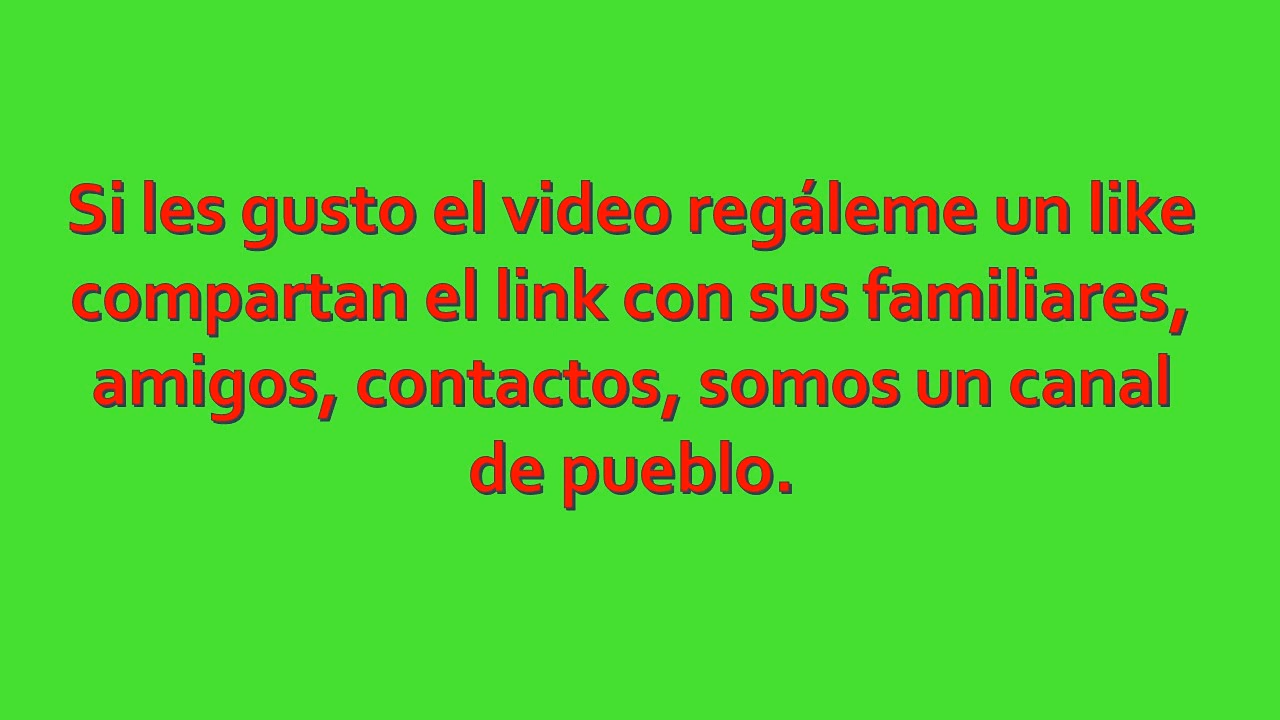 Si les gusto el video regáleme un like
compartan el link con sus familiares,
amigos, contactos, somos un canal
de pueblo.